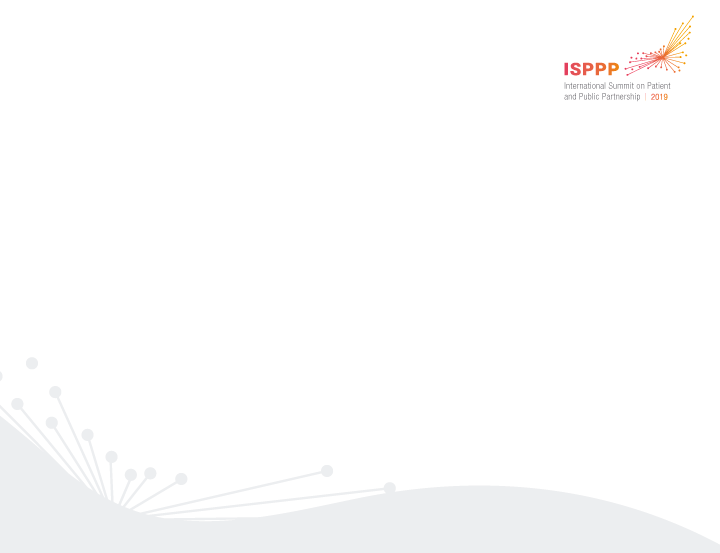 ISPPP
International Summit on Patient
and Public Partnership | 2019